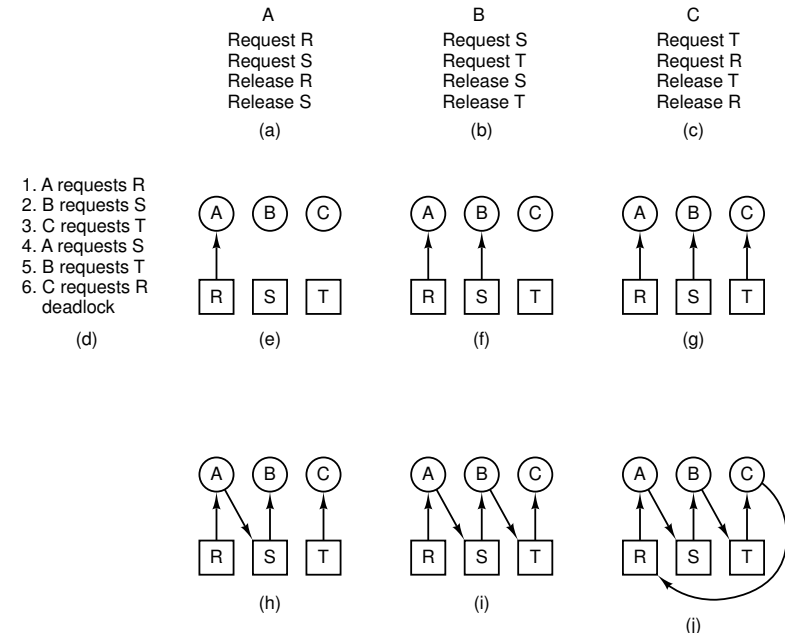 A
Request R
Request S
Release R
Release S
(a)
B
Request S
Request T
Release S
Release T
(b)
C
Request T
Request R
Release T
Release R
(c)
1. A requests R
2. B requests S
3. C requests T
4. A requests S
5. B requests T
6. C requests R
deadlock
(d)
A B C
R S T
(e)
A B C
R S T
(f)
A B C
R S T
(g)
A B C
R S T
(h)
A B C
R S T
(i)
A B C
R S T
(j)